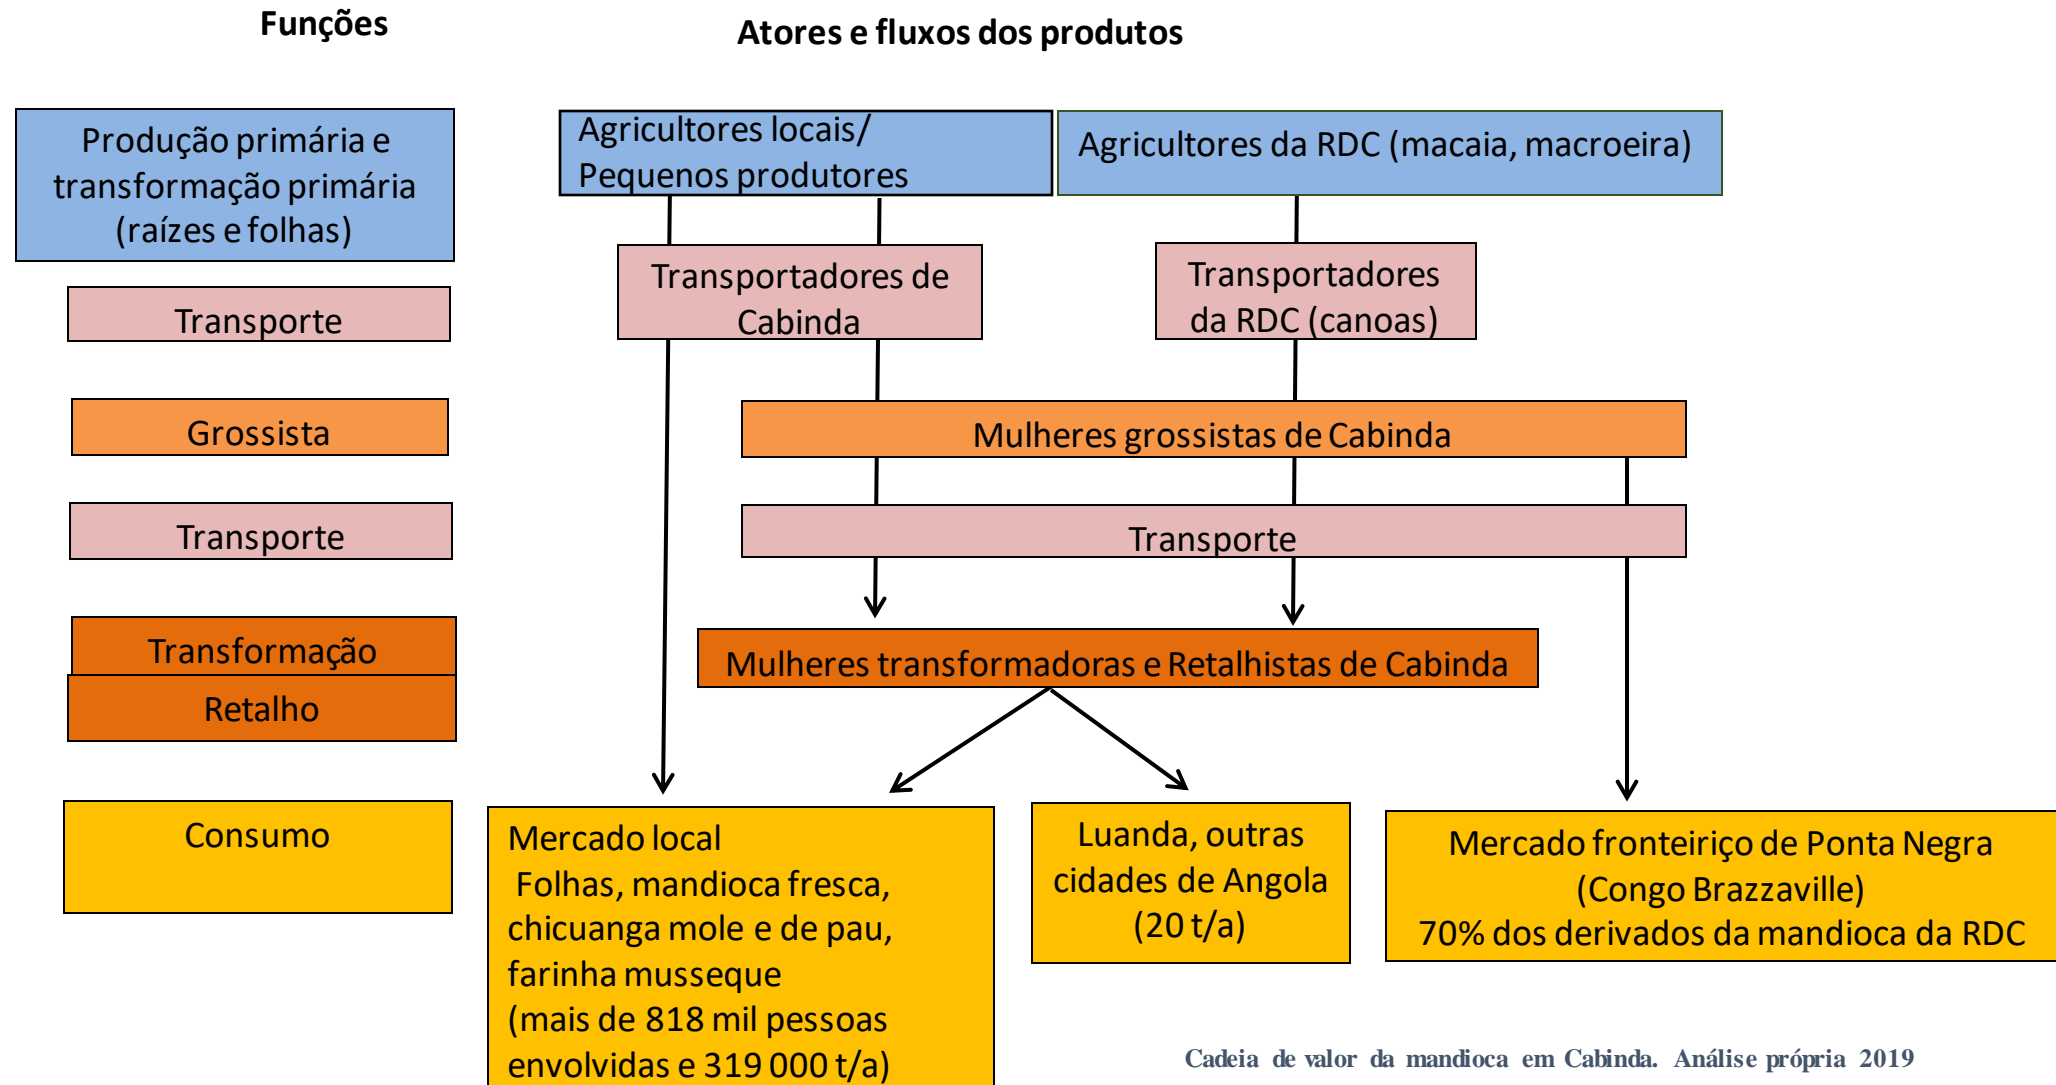 Funções
Atores e fluxos dos produtos
Produção primária e
transformação primária
(raízes e folhas)
Agricultores locais/
Pequenos produtores
Agricultores da RDC (macaia, macroeira)
Transporte
Transportadores de
Cabinda
Transportadores
da RDC (canoas)
Grossista
Mulheres grossistas de Cabinda
Transporte
Transporte
Transformação
Retalho
Mulheres transformadoras e Retalhistas de Cabinda
Consumo
Mercado local
Folhas, mandioca fresca,
chicuanga mole e de pau,
farinha musseque
(mais de 818 mil pessoas
envolvidas e 319 000 t/a)
Luanda, outras
cidades de Angola
(20 t/a)
Mercado fronteiriço de Ponta Negra
(Congo Brazzaville)
70% dos derivados da mandioca da RDC
Cadeia de valor da mandioca em Cabinda. Análise própria 2019